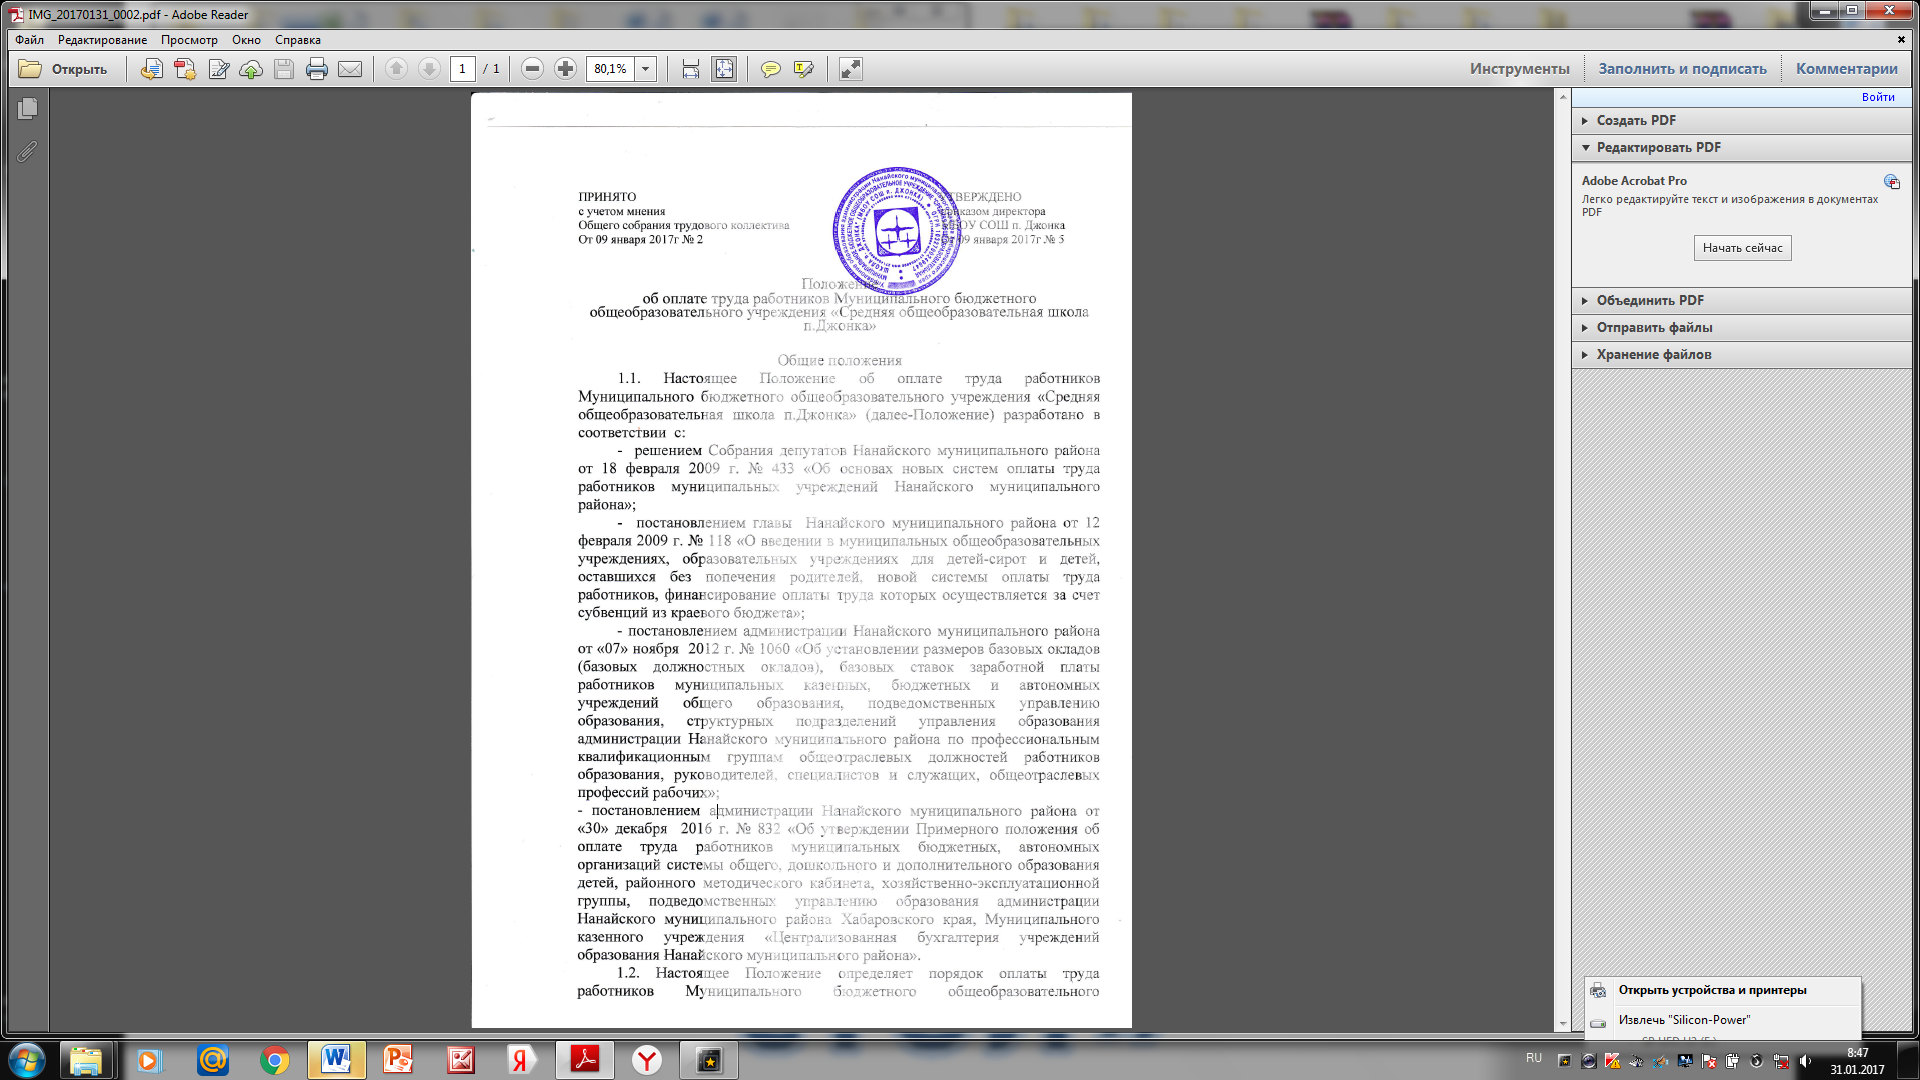 IMG_20170131_0002.pdf - Adobe Reader
Файл Редактирование Просмотр Окно Справка
Открыть 1 / 1 80,1% Инструменты Заполнить и подписать Комментарии
Войти
Создать PDF
Редактировать PDF
Adobe Acrobat Pro
Легко редактируйте текст и изображения в документах
PDF
Начать сейчас
Объединить PDF
Отправить файлы
Хранение файлов
ПРИНЯТО
с учетом мнения
Общего собрания трудового коллектива
От 09 января 2017г № 2
ТВЕРЖДЕНО
приказом директора
МБОУ СОШ п. Джонка
от 09 января 2017г № 5
Положение
об оплате труда работников Муниципального бюджетного
общеобразовательного учреждения «Средняя общеобразовательная школа
п.Джонка»
Общие положения
1.1. Настоящее Положение об оплате труда работников
Муниципального бюджетного общеобразовательного учреждения «Средняя
общеобразовательная школа п.Джонка» (далее-Положение) разработано в
соответствии с:
- решением Собрания депутатов Нанайского муниципального района
от 18 февраля 2009 г. № 433 «Об основах новых систем оплаты труда
работников муниципальных учреждений Нанайского муниципального
района»;
- постановлением главы Нанайского муниципального района от 12
февраля 2009 г. № 118 «О введении в муниципальных общеобразовательных
учреждениях, образовательных учреждениях для детей-сирот и детей,
оставшихся без попечения родителей, новой системы оплаты труда
работников, финансирование оплаты труда которых осуществляется за счет
субвенций из краевого бюджета»;
- постановлением администрации Нанайского муниципального района
от «07» ноября 2012 г. № 1060 «Об установлении размеров базовых окладов
(базовых должностных окладов), базовых ставок заработной платы
работников муниципальных казенных, бюджетных и автономных
учреждений общего образования, подведомственных управлению
образования, структурных подразделений управления образования
администрации Нанайского муниципального района по профессиональным
квалификационным группам общеотраслевых должностей работников
образования, руководителей, специалистов и служащих, общеотраслевых
профессий рабочих»;
- постановлением администрации Нанайского муниципального района от
«30» декабря 2016 г. № 832 «Об утверждении Примерного положения об
оплате труда работников муниципальных бюджетных, автономных
организаций системы общего, дошкольного и дополнительного образования
детей, районного методического кабинета, хозяйственно-эксплуатационной
группы, подведомственных управлению образования администрации
Нанайского муниципального района Хабаровского края, Муниципального
казенного учреждения «Централизованная бухгалтерия учреждений
образования Нанайского муниципального района».
1.2. Настоящее Положение определяет порядок оплаты труда
работников Муниципального бюджетного общеобразовательного
Открыть устройства и принтеры
Извлечь "Silicon-Power"
RU
8:47
31.01.2017